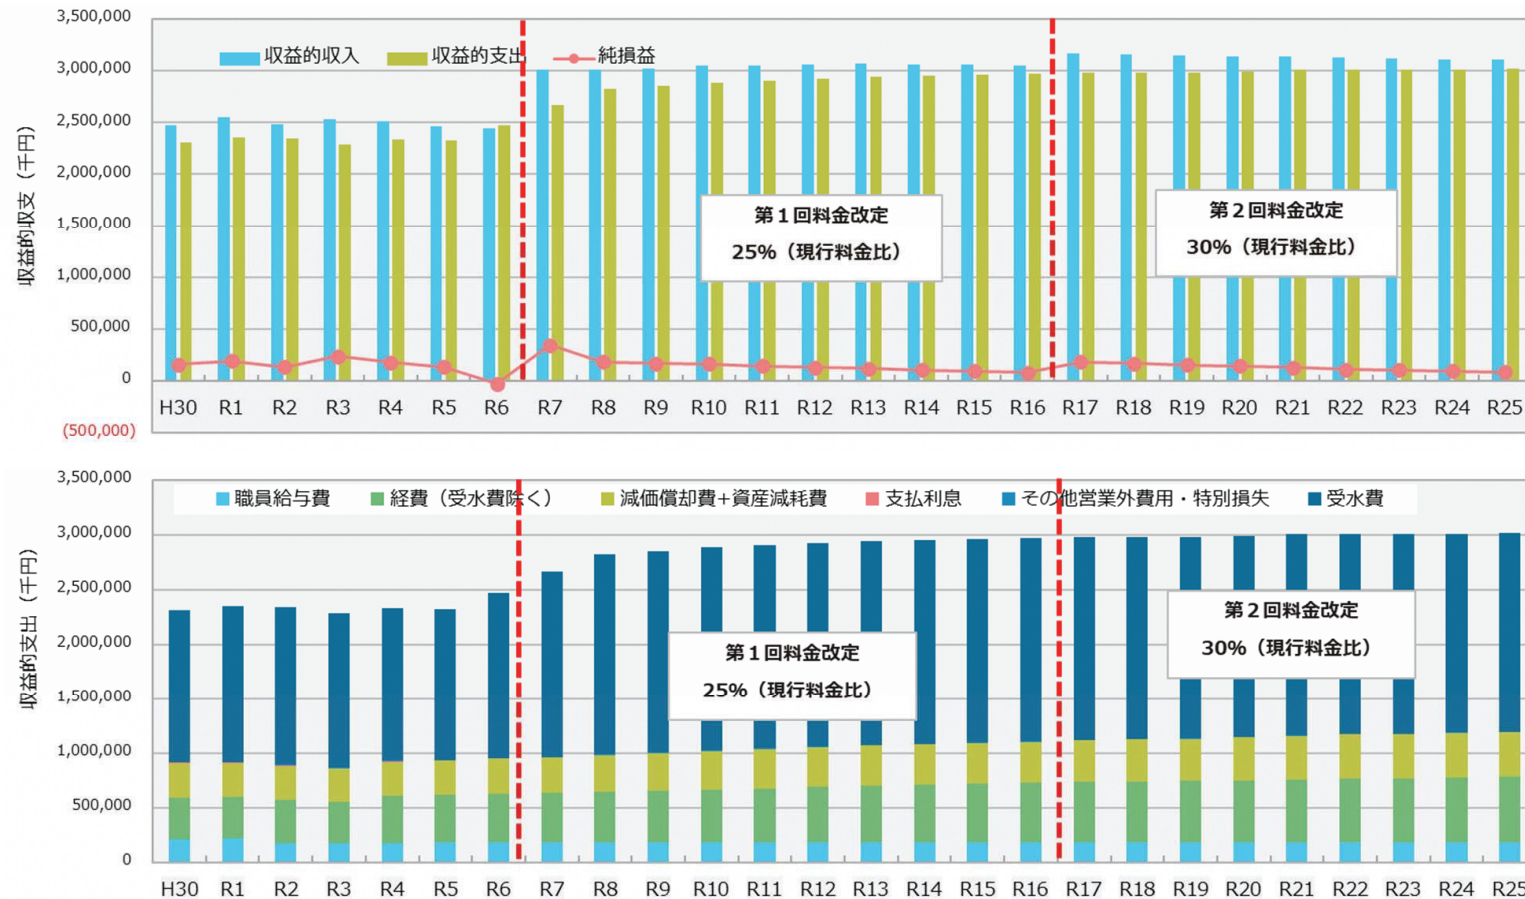 収益的収支（千円）
3,500,000
3,000,000
2,500,000
2,000,000
1,500,000
1,000,000
500,000
0
(500,000)
収益的収入 収益的支出 純損益
第１回料金改定
25%（現行料金比）
第２回料金改定
30%（現行料金比）
H30 R1 R2 R3 R4 R5 R6 R7 R8 R9 R10 R11 R12 R13 R14 R15 R16 R17 R18 R19 R20 R21 R22 R23 R24 R25
収益的支出（千円）
3,500,000
3,000,000
2,500,000
2,000,000
1,500,000
1,000,000
500,000
0
職員給与費 経費（受水費除く） 減価償却費+資産減耗費 支払利息 その他営業外費用・特別損失 受水費
第１回料金改定
25%（現行料金比）
第２回料金改定
30%（現行料金比）
H30 R1 R2 R3 R4 R5 R6 R7 R8 R9 R10 R11 R12 R13 R14 R15 R16 R17 R18 R19 R20 R21 R22 R23 R24 R25